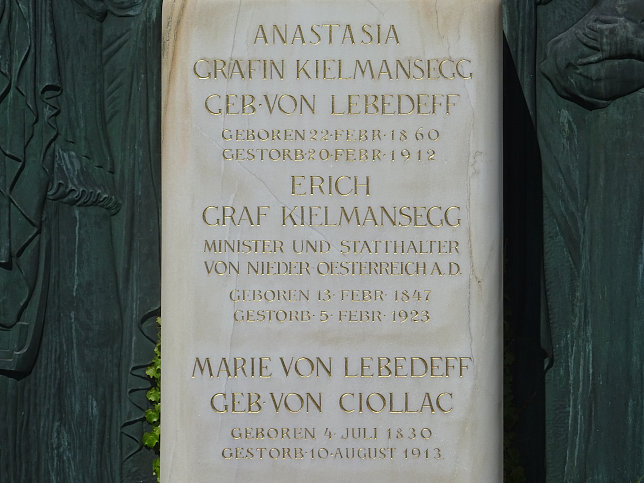 ANASTASIA
GRÄFIN KIELMANSEGG
GEB·VON LEBEDEFF
GEBOREN 22·FEBR·1860
GESTORB·20·FEBR·1912
ERICH
GRAF KIELMANSEGG
MINISTER UND STATTHALTER
VON NIEDER-OESTERREICH A.D.
GEBOREN 13·FEBR·1847
GESTORB·5·FEBR·1923
MARIE VON LEBEDEFF
GEB·VON CIOLLAC
GEBOREN 4·JULI 1830
GESTORB·10·AUGUST 1913